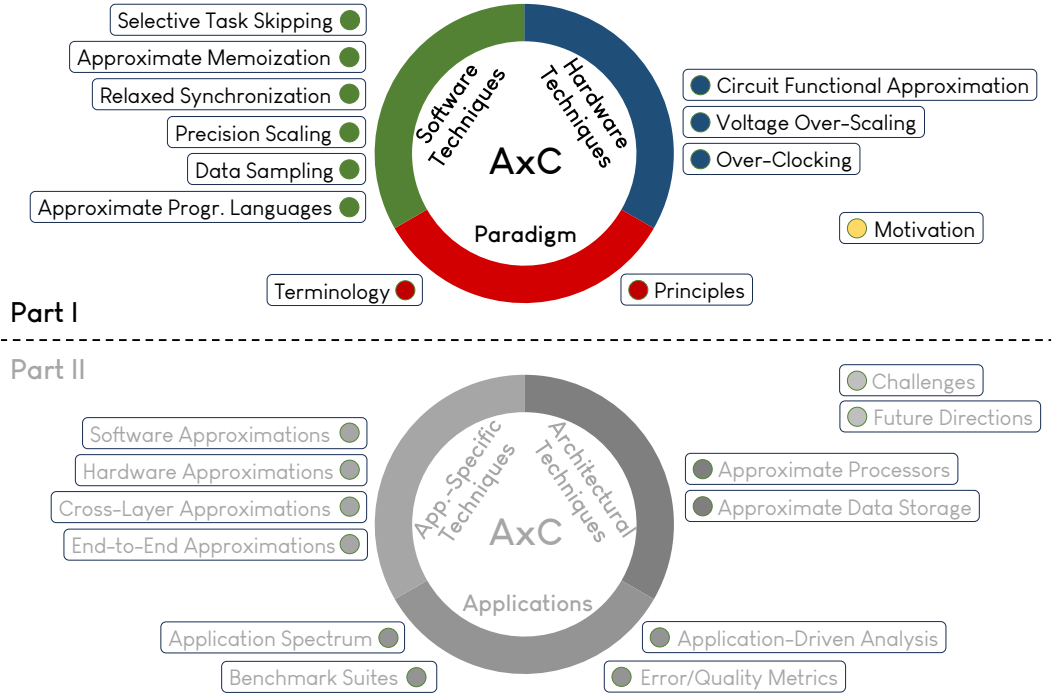 Selective Task Skipping
Approximate Memoization
Relaxed Synchronization
Precision Scaling
Data Sampling
Approximate Progr. Languages
Software
Techniques
Hardware
Techniques
AxC
Paradigm
Circuit Functional Approximation
Voltage Over-Scaling
Over-Clocking
Motivation
Terminology
Principles
Part I
Part II
Challenges
Future Directions
Software Approximations
Hardware Approximations
Cross-Layer Approximations
End-to-End Approximations
App.-Specific
Techniques
Architectural
Techniques
AxC
Applications
Approximate Processors
Approximate Data Storage
Application Spectrum
Benchmark Suites
Application-Driven Analysis
Error/Quality Metrics